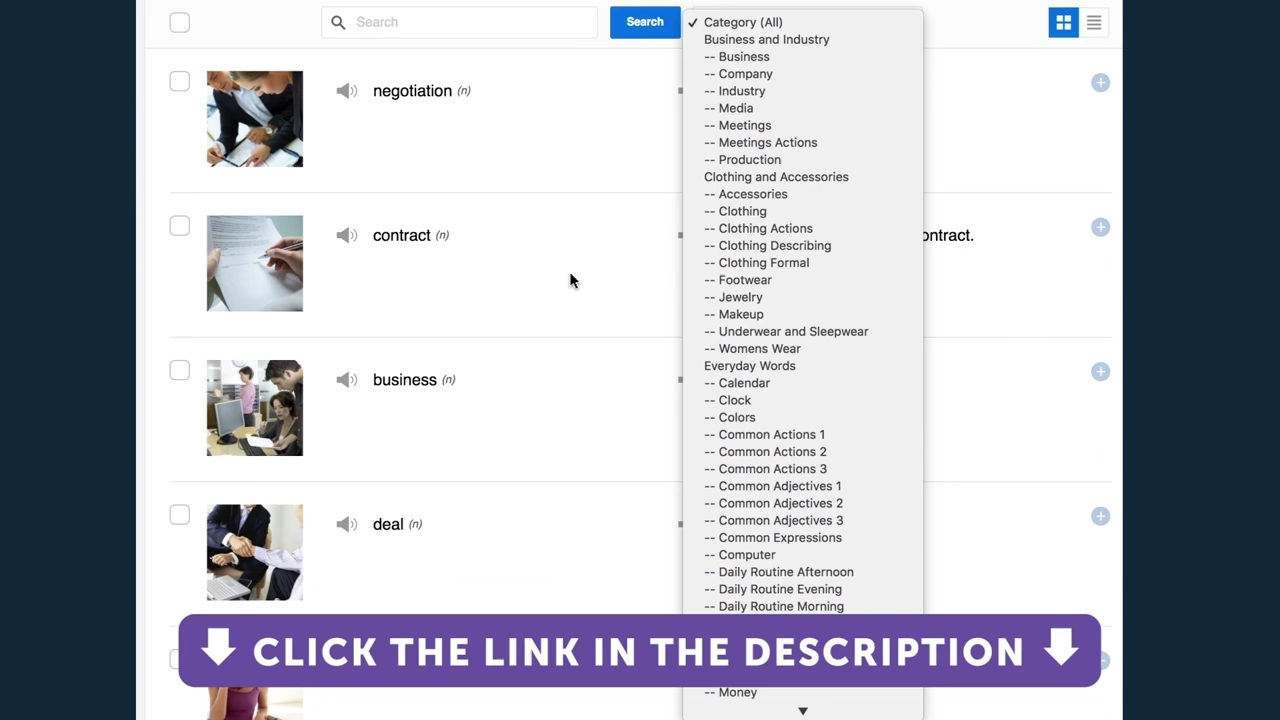 Search
Search
✓ Category (All)
Business and Industry
-- Business
-- Company
-- Industry
-- Media
-- Meetings
-- Meetings Actions
-- Production
Clothing and Accessories
-- Accessories
-- Clothing
-- Clothing Actions
-- Clothing Describing
-- Clothing Formal
-- Footwear
-- Jewelry
-- Makeup
-- Underwear and Sleepwear
-- Womens Wear
Everyday Words
-- Calendar
-- Clock
-- Colors
-- Common Actions 1
-- Common Actions 2
-- Common Actions 3
-- Common Adjectives 1
-- Common Adjectives 2
-- Common Adjectives 3
-- Common Expressions
-- Computer
-- Daily Routine Afternoon
-- Daily Routine Evening
-- Daily Routine Morning
-- Money
negotiation (n)
contract (n)
business (n)
deal (n)
CLICK THE LINK IN THE DESCRIPTION